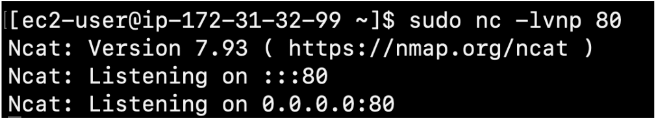 [ec2-user@ip-172-31-32-99 ~]$ sudo nc -lvnp 80
Ncat: Version 7.93 ( https://nmap.org/ncat )
Ncat: Listening on :::80
Ncat: Listening on 0.0.0.0:80